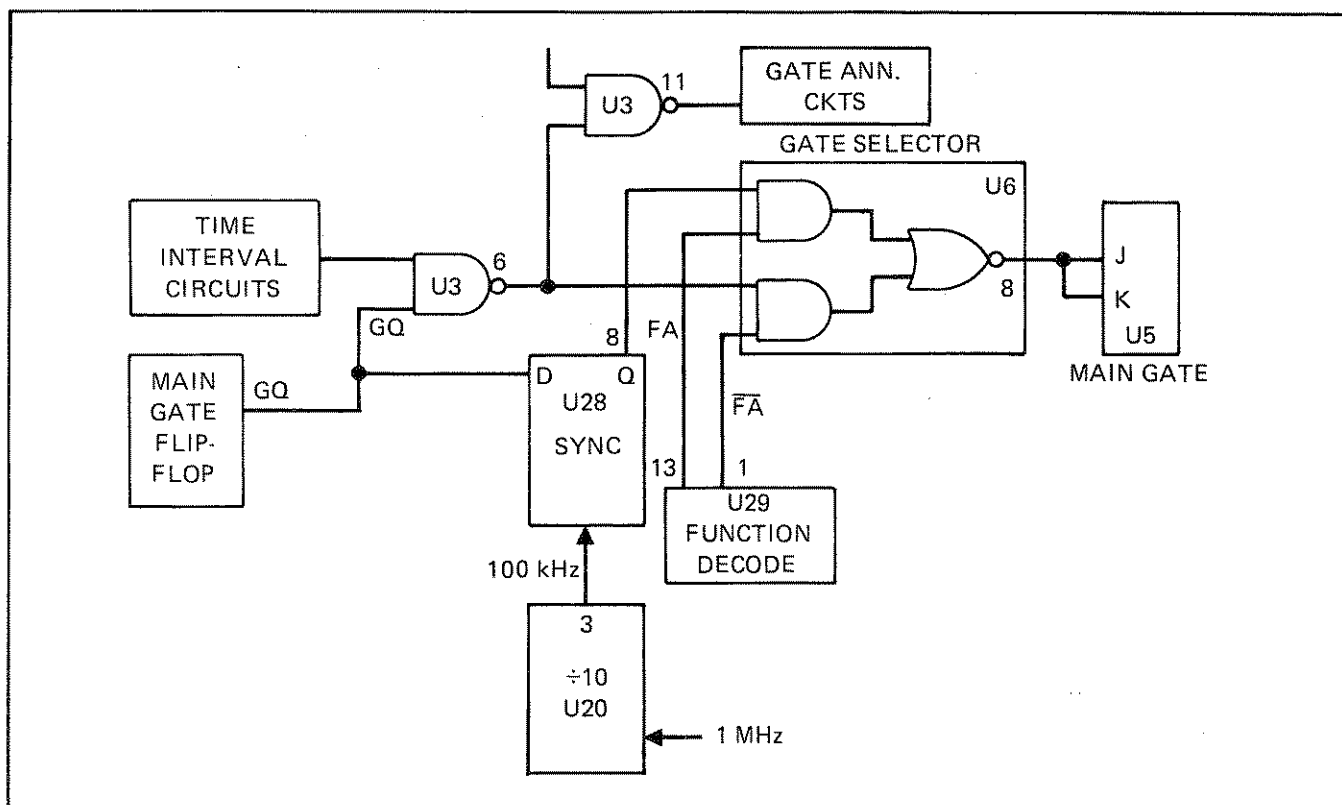 U3
11
GATE ANN.
CKTS
GATE SELECTOR
U6
TIME
INTERVAL
CIRCUITS
U3
6
GQ
8
FA
8
J
K
U5
MAIN GATE
MAIN
GATE
FLIP-
FLOP
GQ
D
Q
U28
SYNC
F̅A̅
13
1
U29
FUNCTION
DECODE
100 kHz
3
÷10
U20
1 MHz